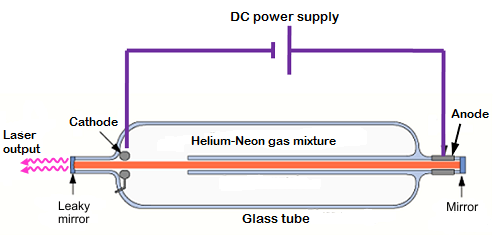 DC power supply
Cathode
Anode
Laser
output
Helium-Neon gas mixture
Leaky
mirror
Glass tube
Mirror